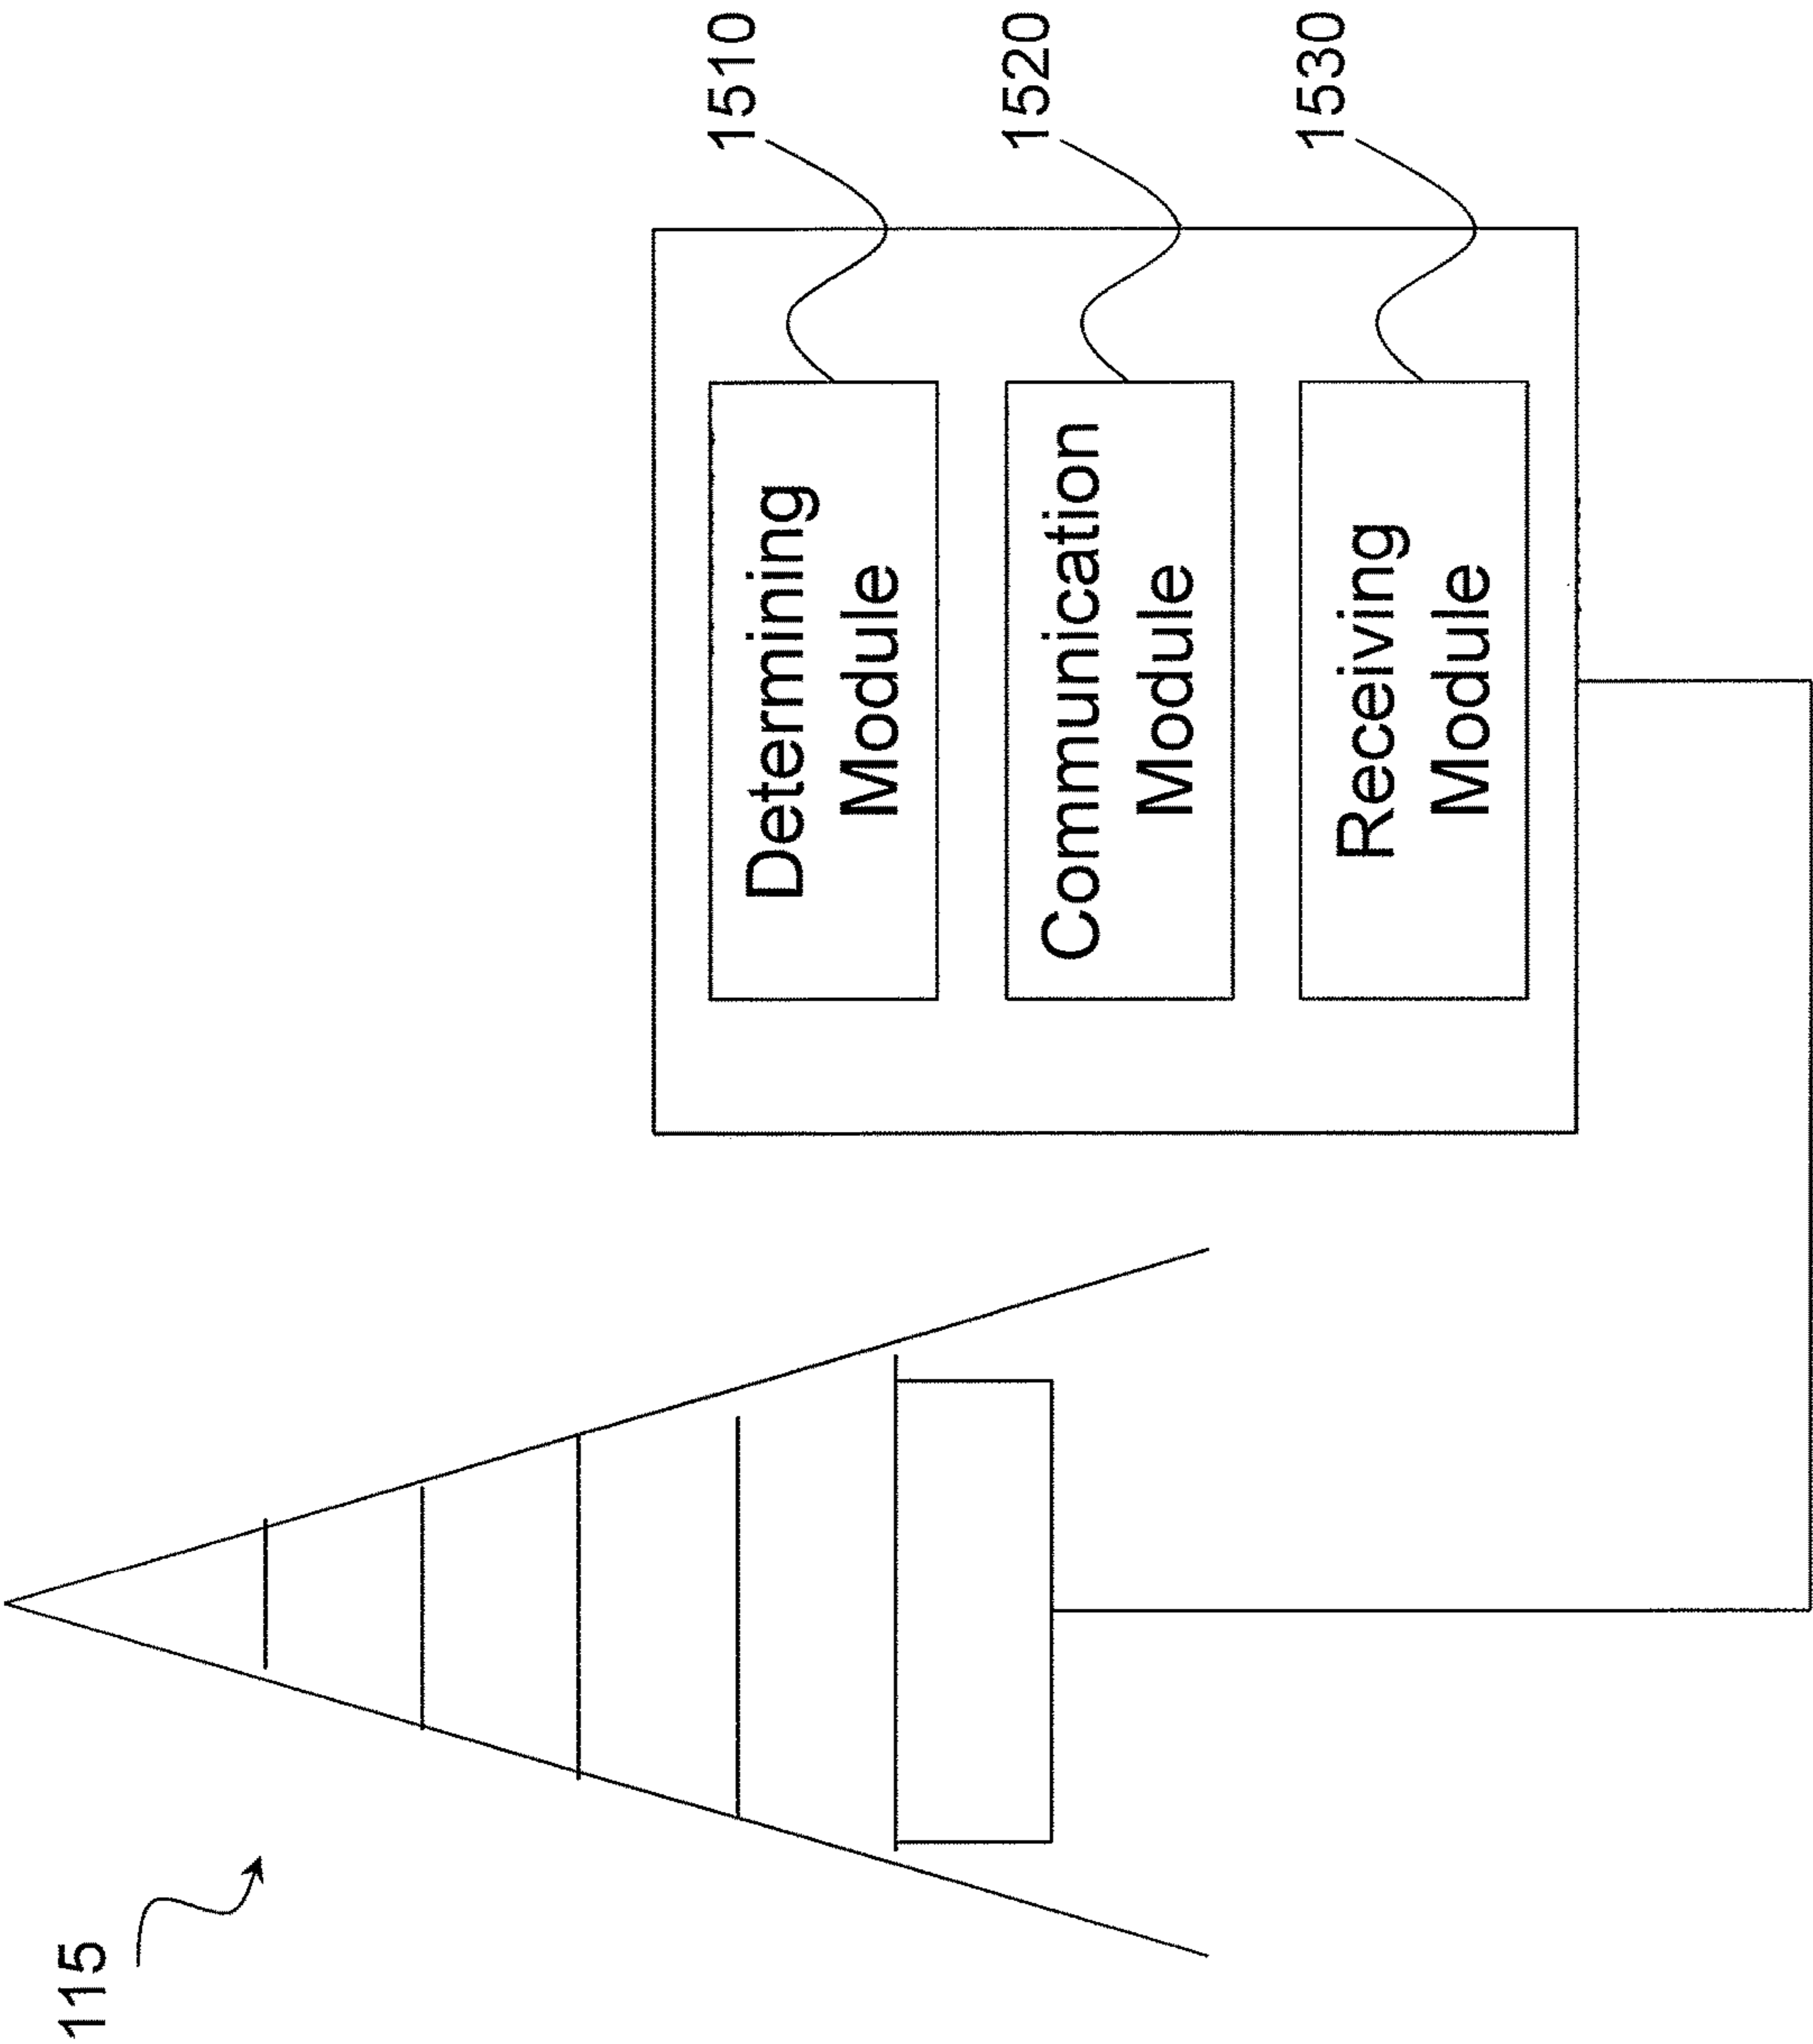 115
Determining
Module
1510
Communication
Module
1520
Receiving
Module
1530